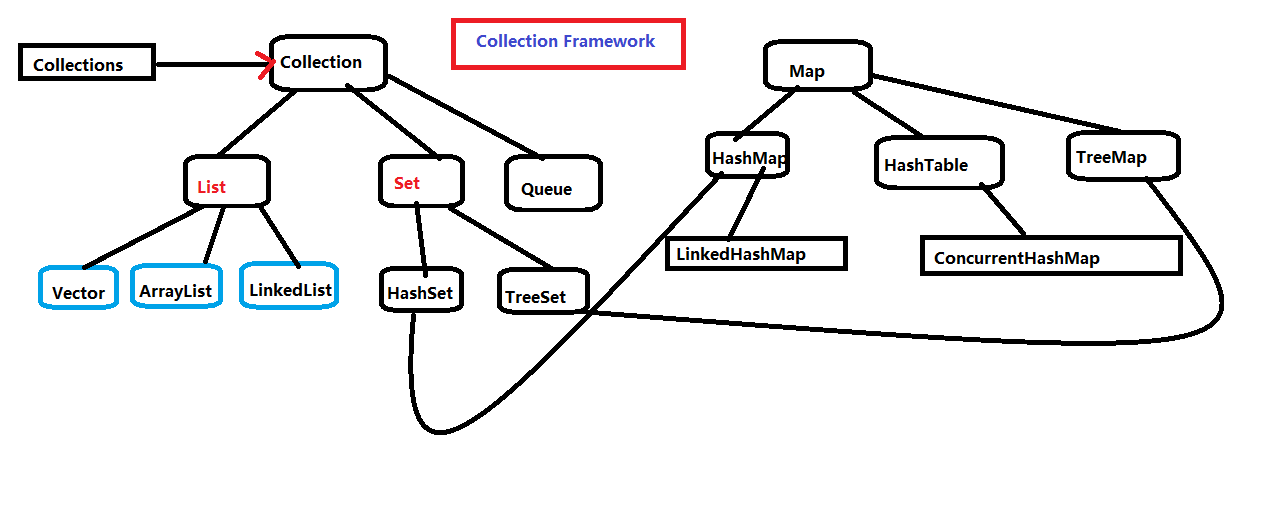 Collections
Collection
Collection Framework
Map
List
Set
Queue
HashMap
HashTable
TreeMap
Vector
ArrayList
LinkedList
HashSet
TreeSet
LinkedHashMap
ConcurrentHashMap